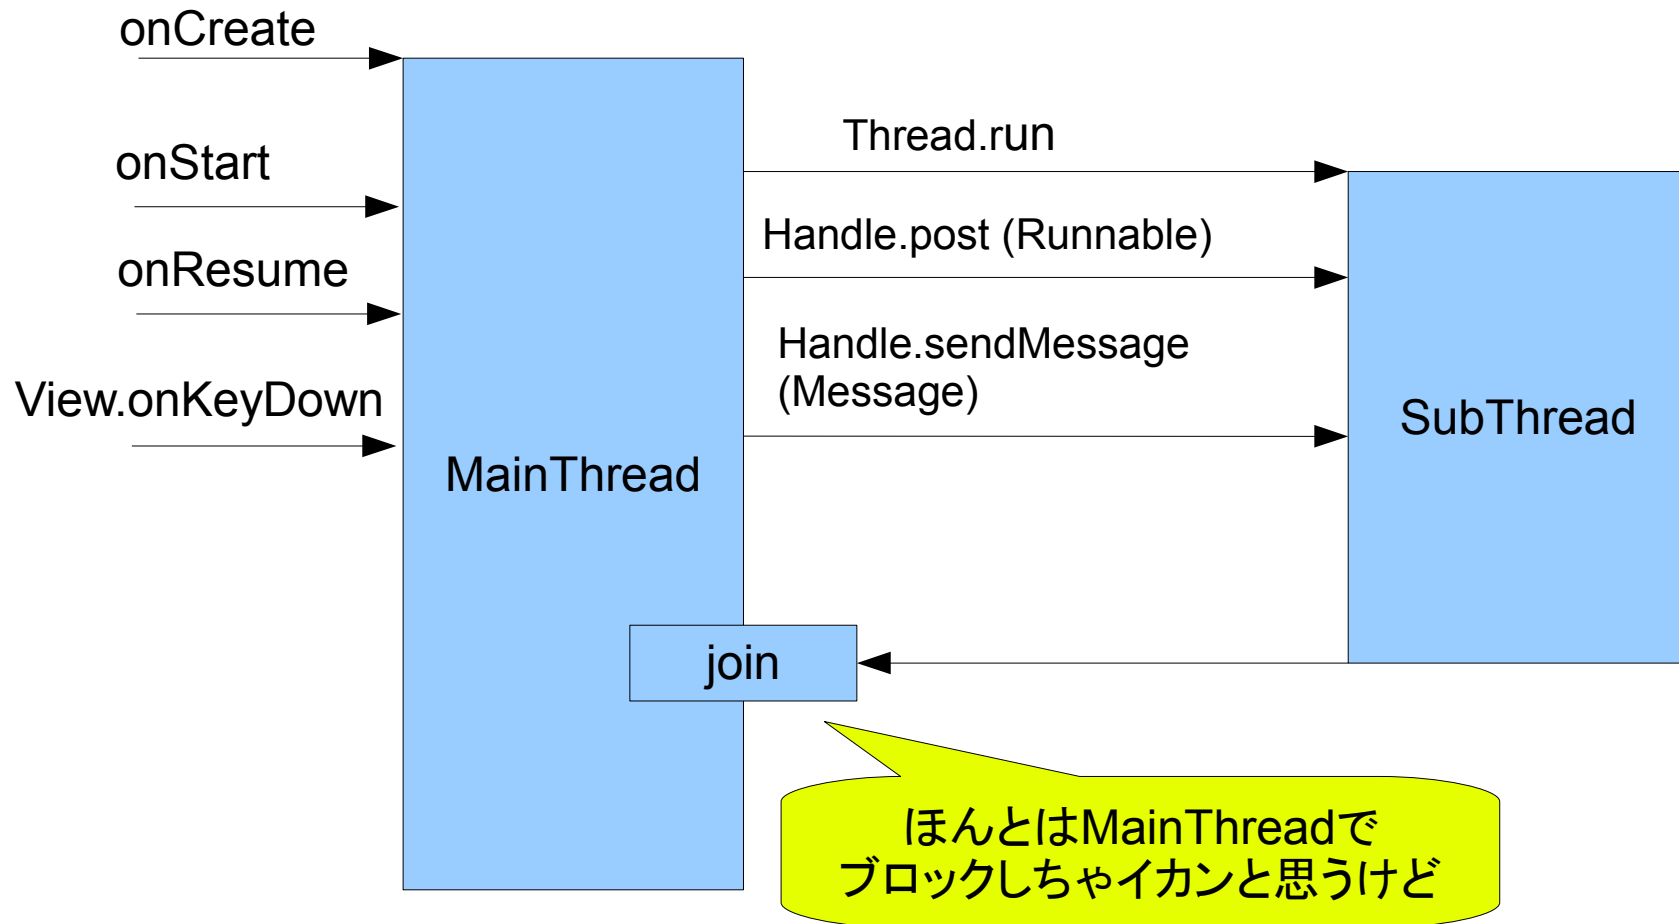 onCreate
onStart
onResume
View.onKeyDown
MainThread
Thread.run
Handle.post (Runnable)
Handle.sendMessage
(Message)
SubThread
join
ほんとはMainThreadで
ブロックしちゃイカンと思うけど